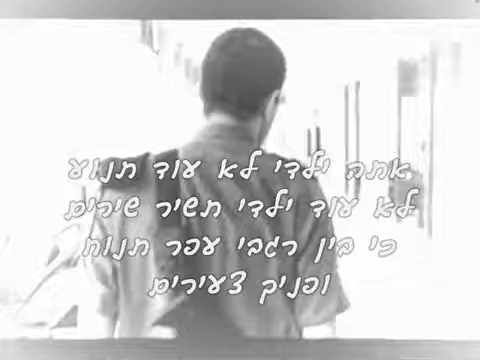 אתה ילדי לא עוד תנוע
לא עוד ילדי תשיר שירים
כי בין רגבי עפר תנוח
ופניך צעירים